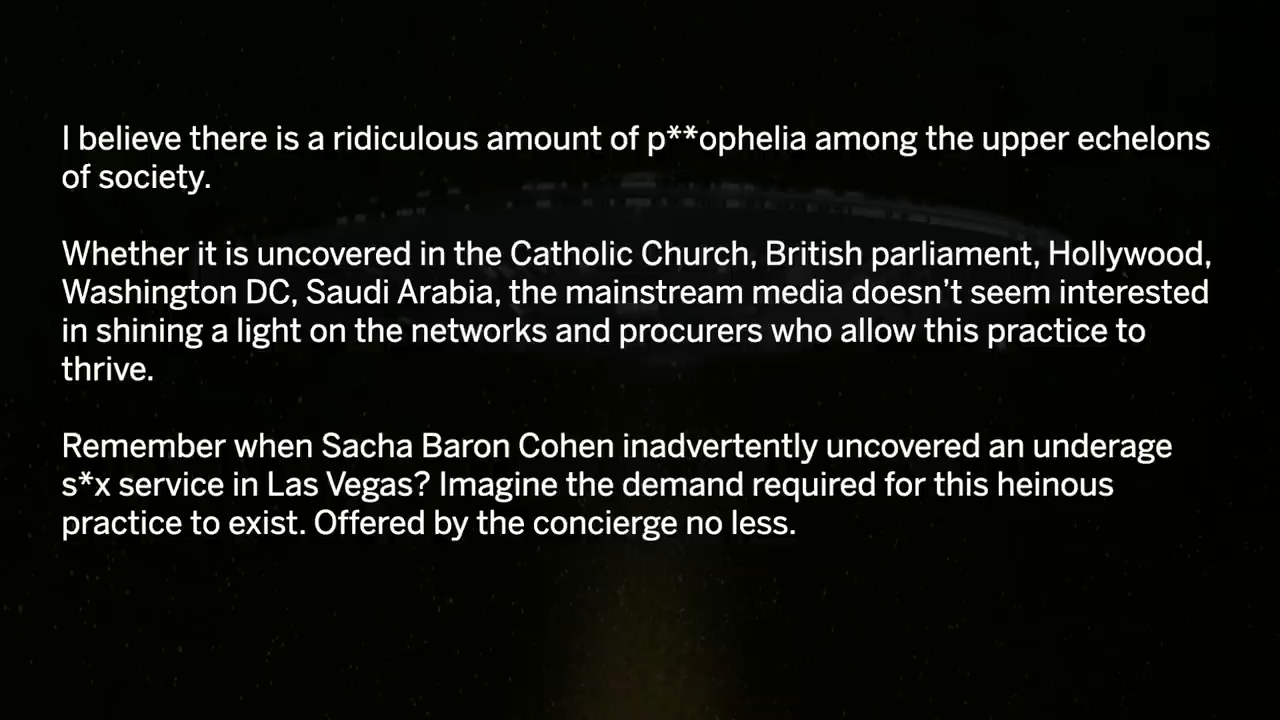 I believe there is a ridiculous amount of p**ophelia among the upper echelons
of society.
Whether it is uncovered in the Catholic Church, British parliament, Hollywood,
Washington DC, Saudi Arabia, the mainstream media doesn’t seem interested
in shining a light on the networks and procurers who allow this practice to
thrive.
Remember when Sacha Baron Cohen inadvertently uncovered an underage
s*x service in Las Vegas? Imagine the demand required for this heinous
practice to exist. Offered by the concierge no less.